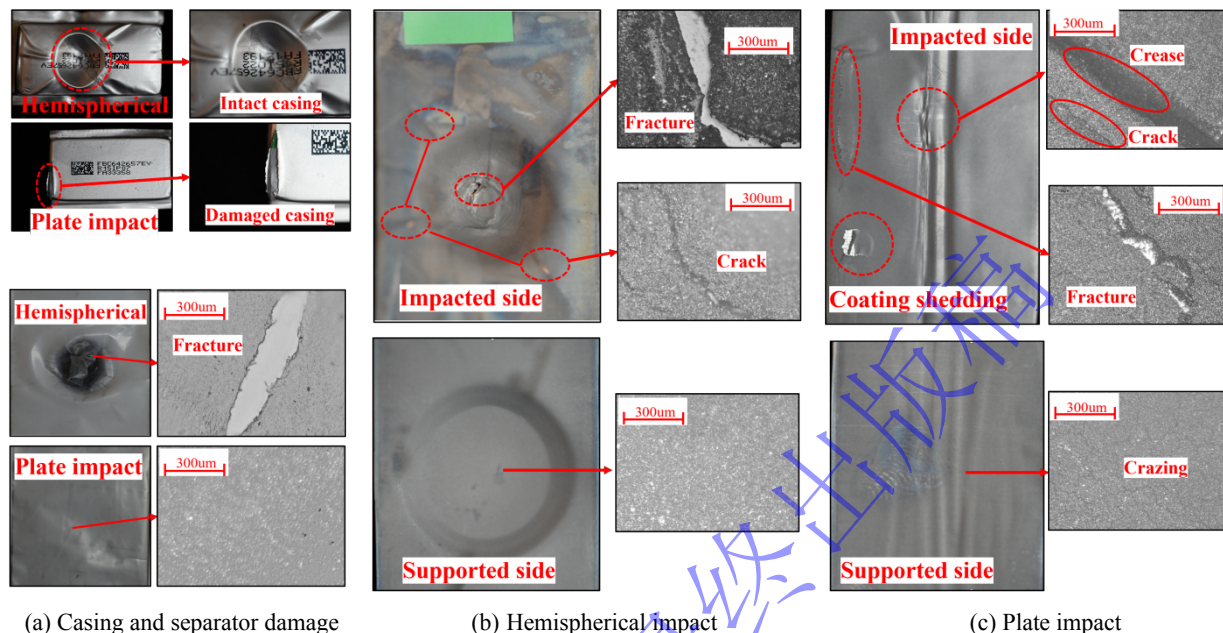 Hemispherical
Intact casing
Plate impact
FBC642657EV
Damaged casing
Hemispherical
300um
Fracture
Plate impact
300um
(a) Casing and separator damage
300um
Fracture
300um
Crack
Impacted side
300um
Supported side
(b) Hemispherical impact
Impacted side
300um
Crease
Crack
300um
Coating shedding
Fracture
300um
Crazing
Supported side
(c) Plate impact
终出版稿